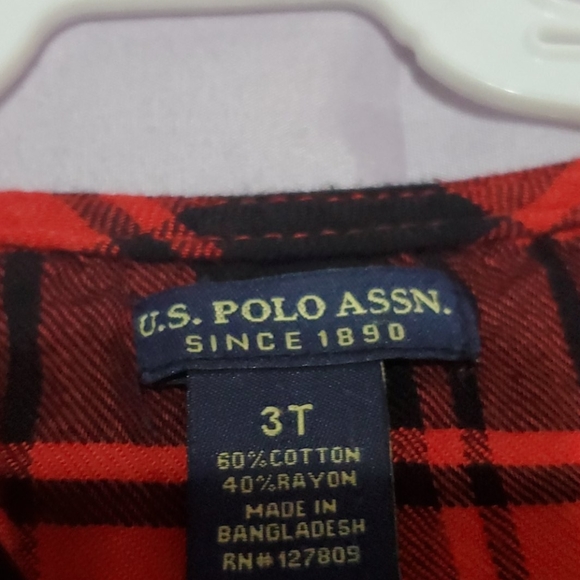 U.S. POLO ASSN.
SINCE 1890
3T
60%COTTON
40%RAYON
MADE IN
BANGLADESH
RN#127809